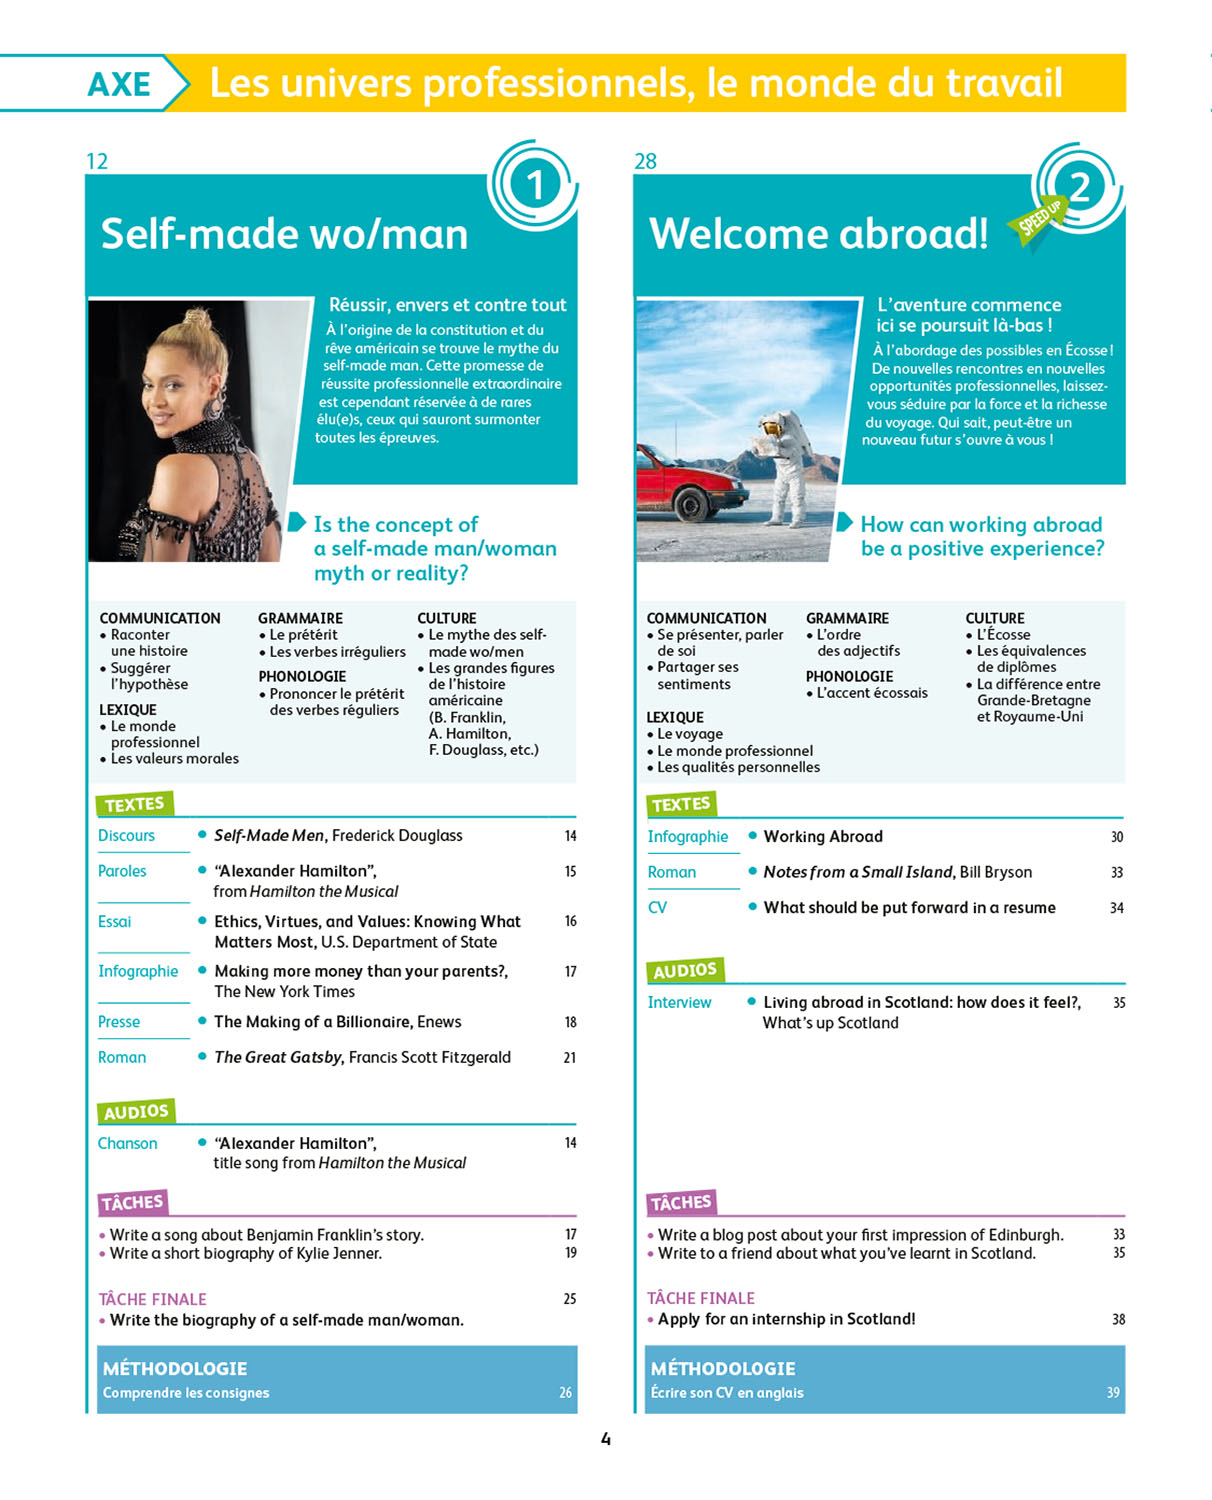 AXE
Les univers professionnels, le monde du travail
12
1
Self-made wo/man
Réussir, envers et contre tout
À l'origine de la constitution et du
rêve américain se trouve le mythe du
self-made man. Cette promesse de
réussite professionnelle extraordinaire
est cependant réservée à de rares
élu(e)s, ceux qui sauront surmonter
toutes les épreuves.
Is the concept of
a self-made man/woman
myth or reality?
COMMUNICATION
• Raconter
une histoire
• Suggérer
l'hypothèse
LEXIQUE
• Le monde
professionnel
• Les valeurs morales
GRAMMAIRE
• Le prétérit
• Les verbes irréguliers
PHONOLOGIE
• Prononcer le prétérit
des verbes réguliers
CULTURE
• Le mythe des self-
made wo/men
• Les grandes figures
de l'histoire
américaine
(B. Franklin,
A. Hamilton,
F. Douglass, etc.)
TEXTES
Discours • Self-Made Men, Frederick Douglass 14
Paroles • “Alexander Hamilton”, 15
from Hamilton the Musical
Essai • Ethics, Virtues, and Values: Knowing What 16
Matters Most, U.S. Department of State
Infographie • Making more money than your parents?, 17
The New York Times
Presse • The Making of a Billionaire, Enews 18
Roman • The Great Gatsby, Francis Scott Fitzgerald 21
AUDIOS
Chanson • “Alexander Hamilton”, 14
title song from Hamilton the Musical
TÂCHES
• Write a song about Benjamin Franklin's story. 17
• Write a short biography of Kylie Jenner. 19
TÂCHE FINALE 25
• Write the biography of a self-made man/woman.
MÉTHODOLOGIE
Comprendre les consignes 26
28
2
SPEED UP
Welcome abroad!
L'aventure commence
ici se poursuit là-bas !
À l'abordage des possibles en Écosse !
De nouvelles rencontres en nouvelles
opportunités professionnelles, laissez-
vous séduire par la force et la richesse
du voyage. Qui sait, peut-être un
nouveau futur s'ouvre à vous !
How can working abroad
be a positive experience?
COMMUNICATION
• Se présenter, parler
de soi
• Partager ses
sentiments
LEXIQUE
• Le voyage
• Le monde professionnel
• Les qualités personnelles
GRAMMAIRE
• L'ordre
des adjectifs
PHONOLOGIE
• L'accent écossais
CULTURE
• L'Écosse
• Les équivalences
de diplômes
• La différence entre
Grande-Bretagne
et Royaume-Uni
TEXTES
Infographie • Working Abroad 30
Roman • Notes from a Small Island, Bill Bryson 33
CV • What should be put forward in a resume 34
AUDIOS
Interview • Living abroad in Scotland: how does it feel?, 35
What's up Scotland
TÂCHES
• Write a blog post about your first impression of Edinburgh. 33
• Write to a friend about what you've learnt in Scotland. 35
TÂCHE FINALE
• Apply for an internship in Scotland! 38
MÉTHODOLOGIE
Écrire son CV en anglais 39
4